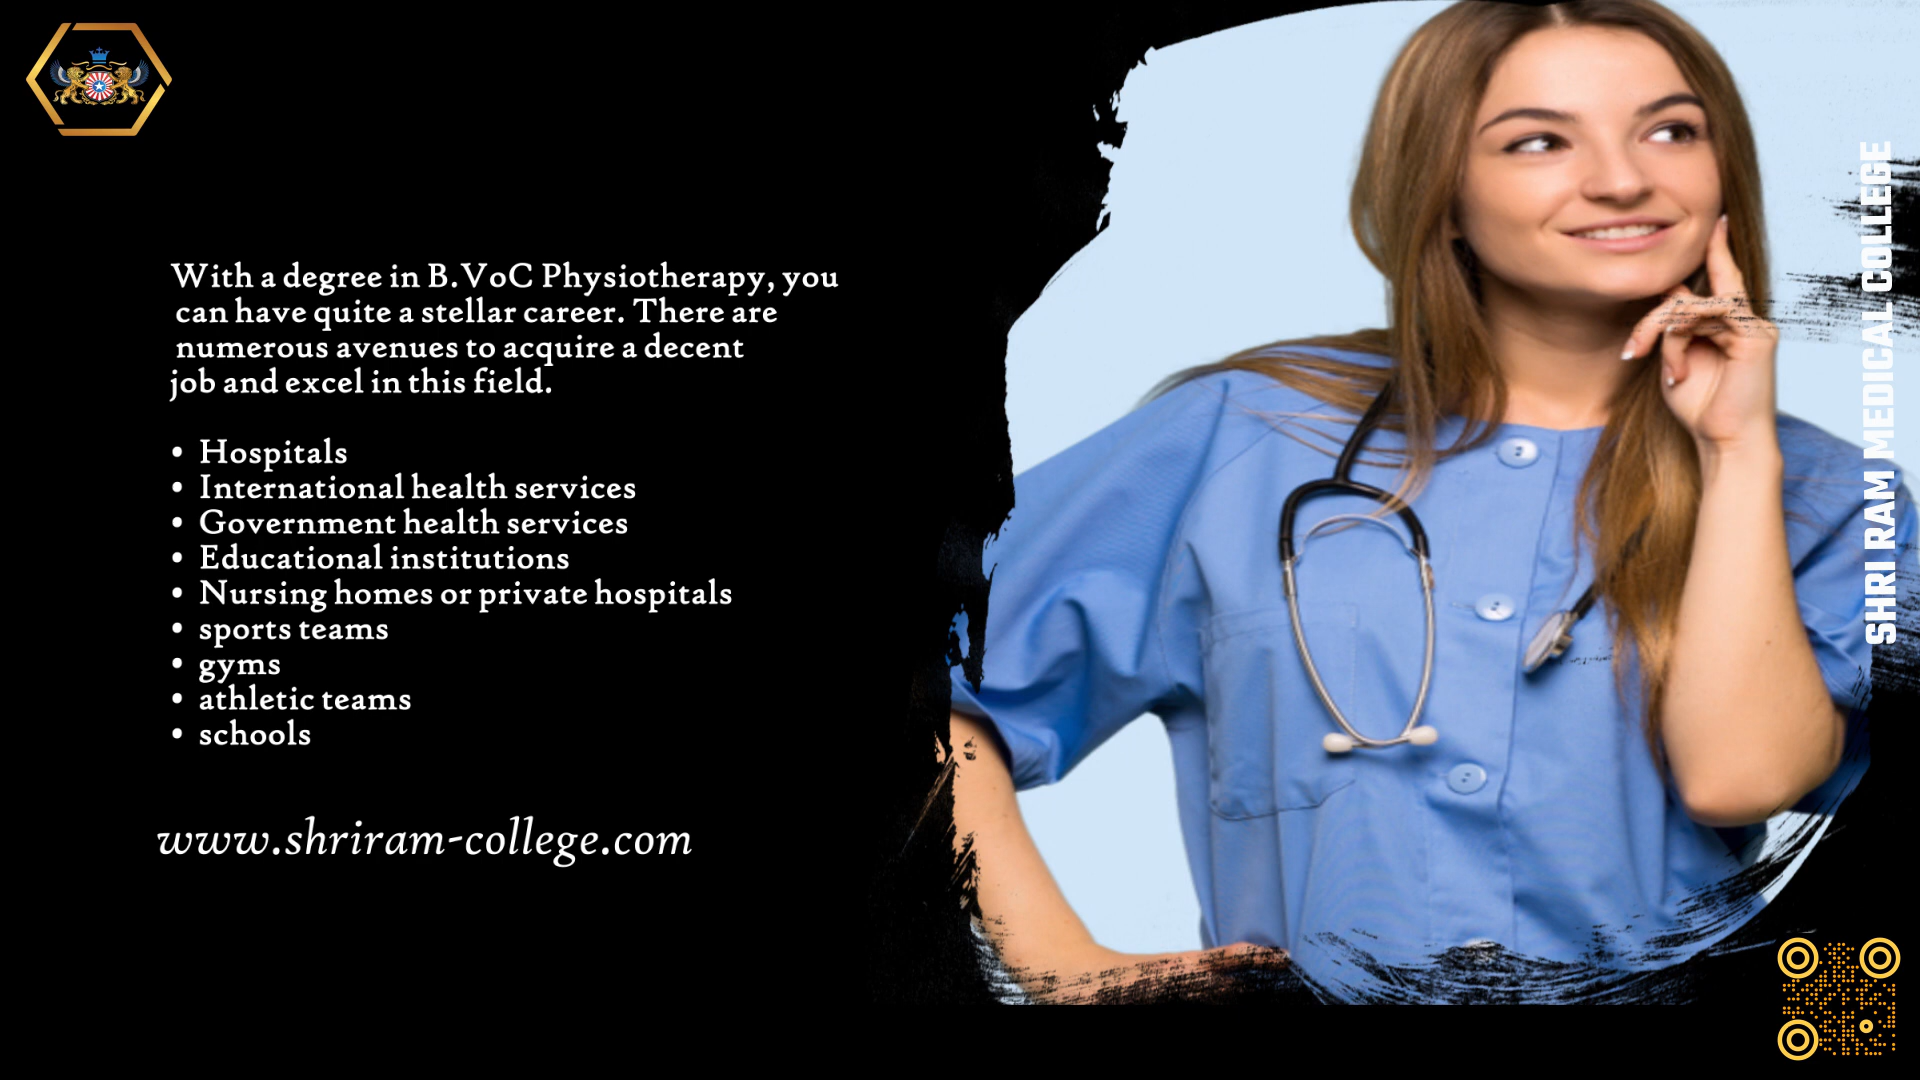 With a degree in B.VoC Physiotherapy, you
can have quite a stellar career. There are
numerous avenues to acquire a decent
job and excel in this field.
• Hospitals
• International health services
• Government health services
• Educational institutions
• Nursing homes or private hospitals
• sports teams
• gyms
• athletic teams
• schools
www.shriram-college.com
SHRI RAM MEDICAL COLLEGE